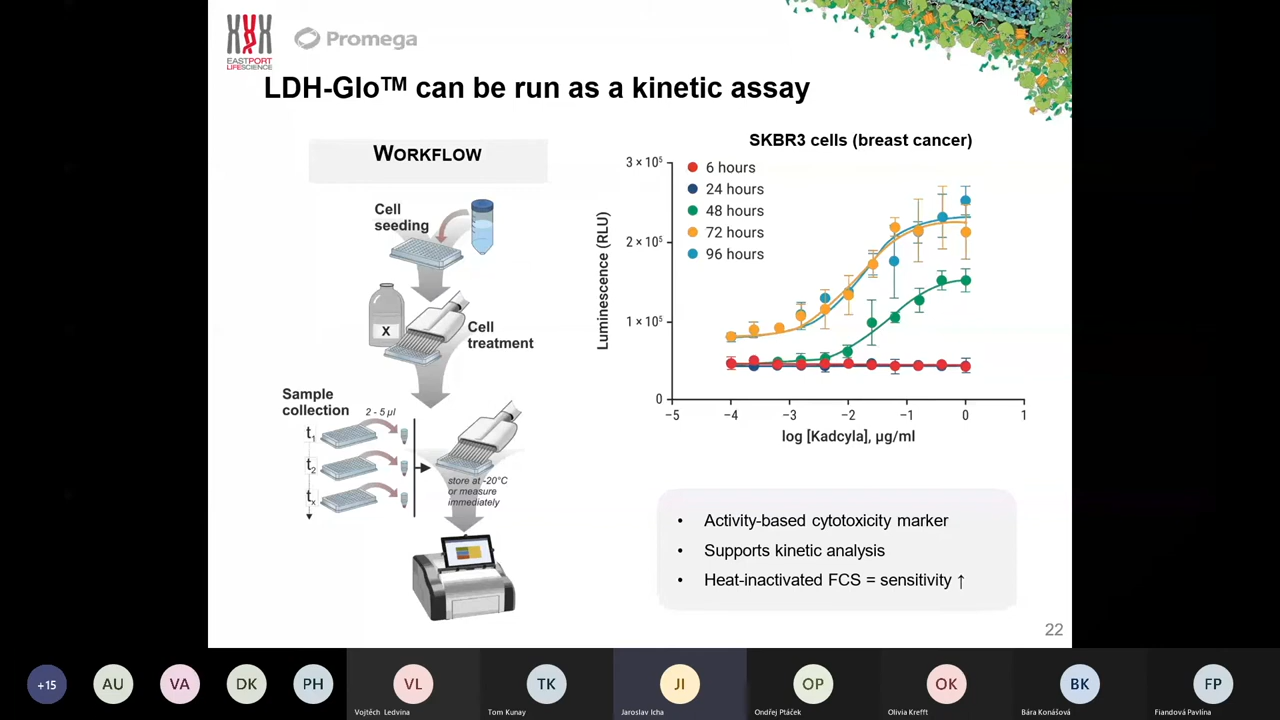 EASTPORT
LIFESCIENCE
Promega
LDH-Glo™ can be run as a kinetic assay
WORKFLOW
Cell
seeding
X
Cell
treatment
Sample
collection
2 - 5 µl
t1
t2
tx
store at -20°C
or measure
immediately
SKBR3 cells (breast cancer)
Luminescence (RLU)
3 × 10⁵
2 × 10⁵
1 × 10⁵
0
6 hours
24 hours
48 hours
72 hours
96 hours
−5 −4 −3 −2 −1 0 1
log [Kadcyla], µg/ml
• Activity-based cytotoxicity marker
• Supports kinetic analysis
• Heat-inactivated FCS = sensitivity ↑
22
+15 AU VA DK PH VL TK JI OP OK BK FP
Vojtěch Ledvina Tom Kunay Jaroslav Icha Ondřej Ptáček Olivia Krefft Bára Konášová Fiandová Pavlína